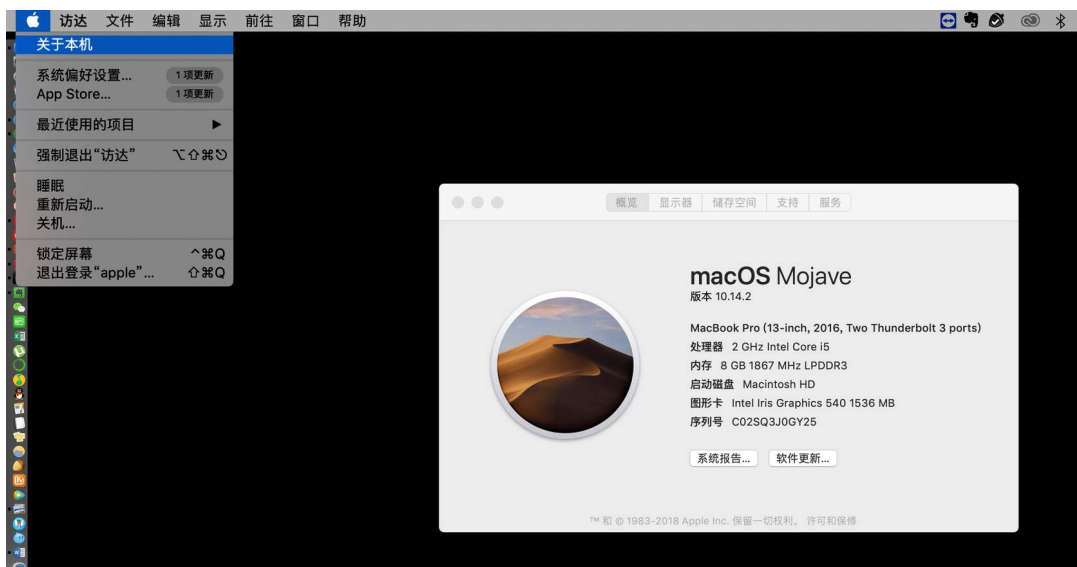 访达 文件 编辑 显示 前往 窗口 帮助
关于本机
系统偏好设置... 1 项更新
App Store... 1 项更新
最近使用的项目 ▶
强制退出“访达” ⌥⇧⌘⎋
睡眠
重新启动...
关机...
锁定屏幕 ^⌘Q
退出登录“apple”... ⇧⌘Q
概览 显示器 储存空间 支持 服务
macOS Mojave
版本 10.14.2
MacBook Pro (13-inch, 2016, Two Thunderbolt 3 ports)
处理器 2 GHz Intel Core i5
内存 8 GB 1867 MHz LPDDR3
启动磁盘 Macintosh HD
图形卡 Intel Iris Graphics 540 1536 MB
序列号 C02SQ3J0GY25
系统报告... 软件更新...
™ 和 © 1983-2018 Apple Inc. 保留一切权利。 许可和保修